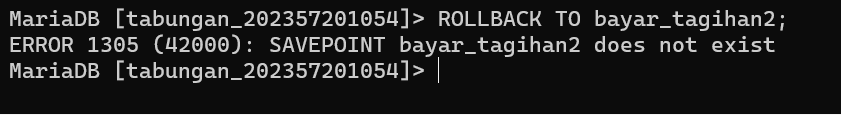 MariaDB [tabungan_202357201054]> ROLLBACK TO bayar_tagihan2;
ERROR 1305 (42000): SAVEPOINT bayar_tagihan2 does not exist
MariaDB [tabungan_202357201054]>